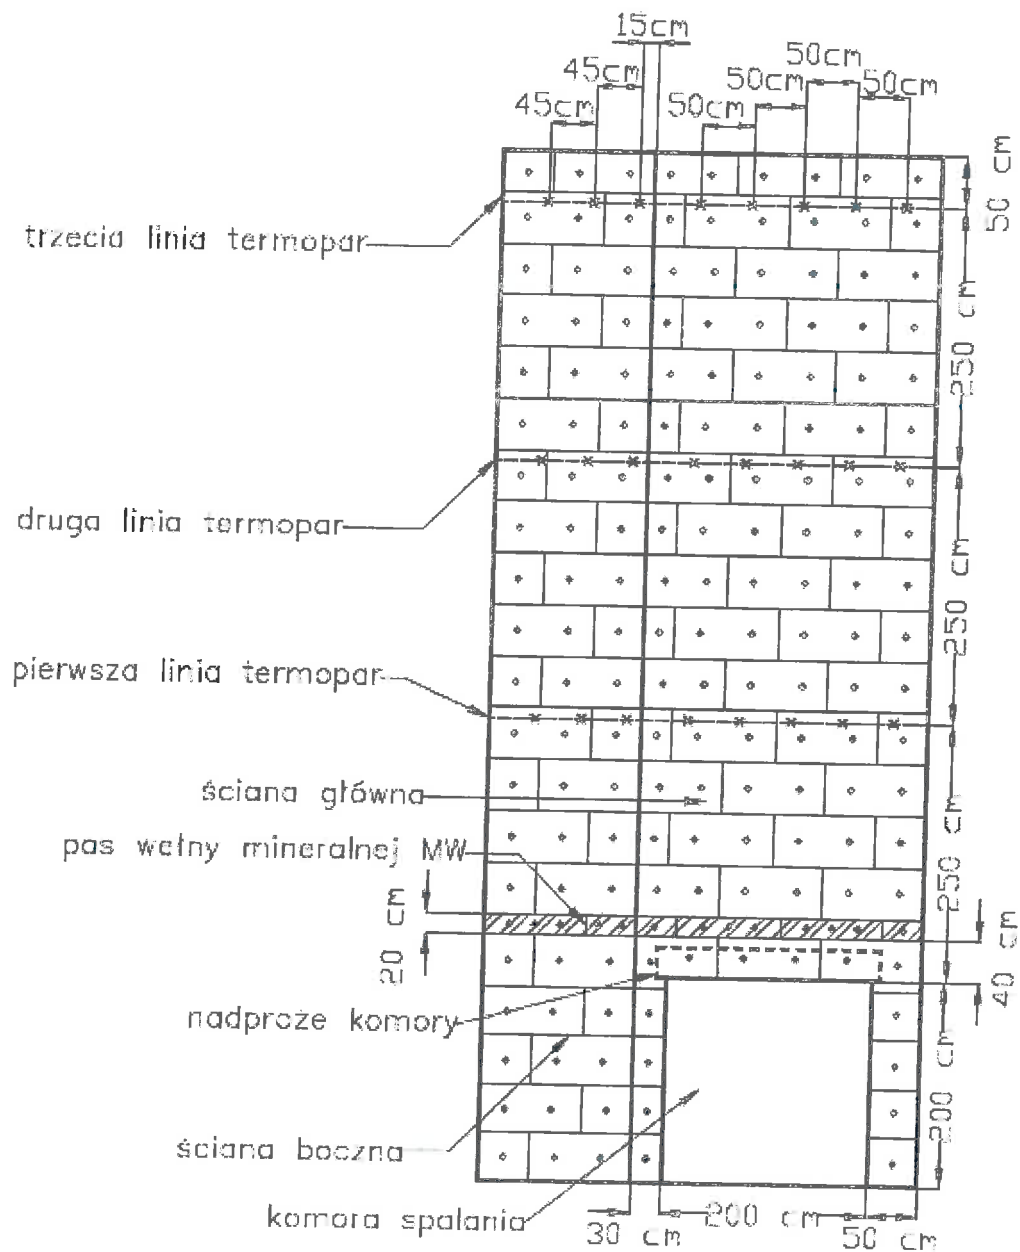 15cm
50cm
45cm
50cm
50cm
45cm
50cm
50 cm
trzecia linia termopar
250 cm
druga linia termopar
250 cm
pierwsza linia termopar
ściana główna
pas wełny mineralnej MW
250 cm
20 cm
40 cm
nadproże komory
ściana boczna
200 cm
komora spalania
30 cm
200 cm
50 cm